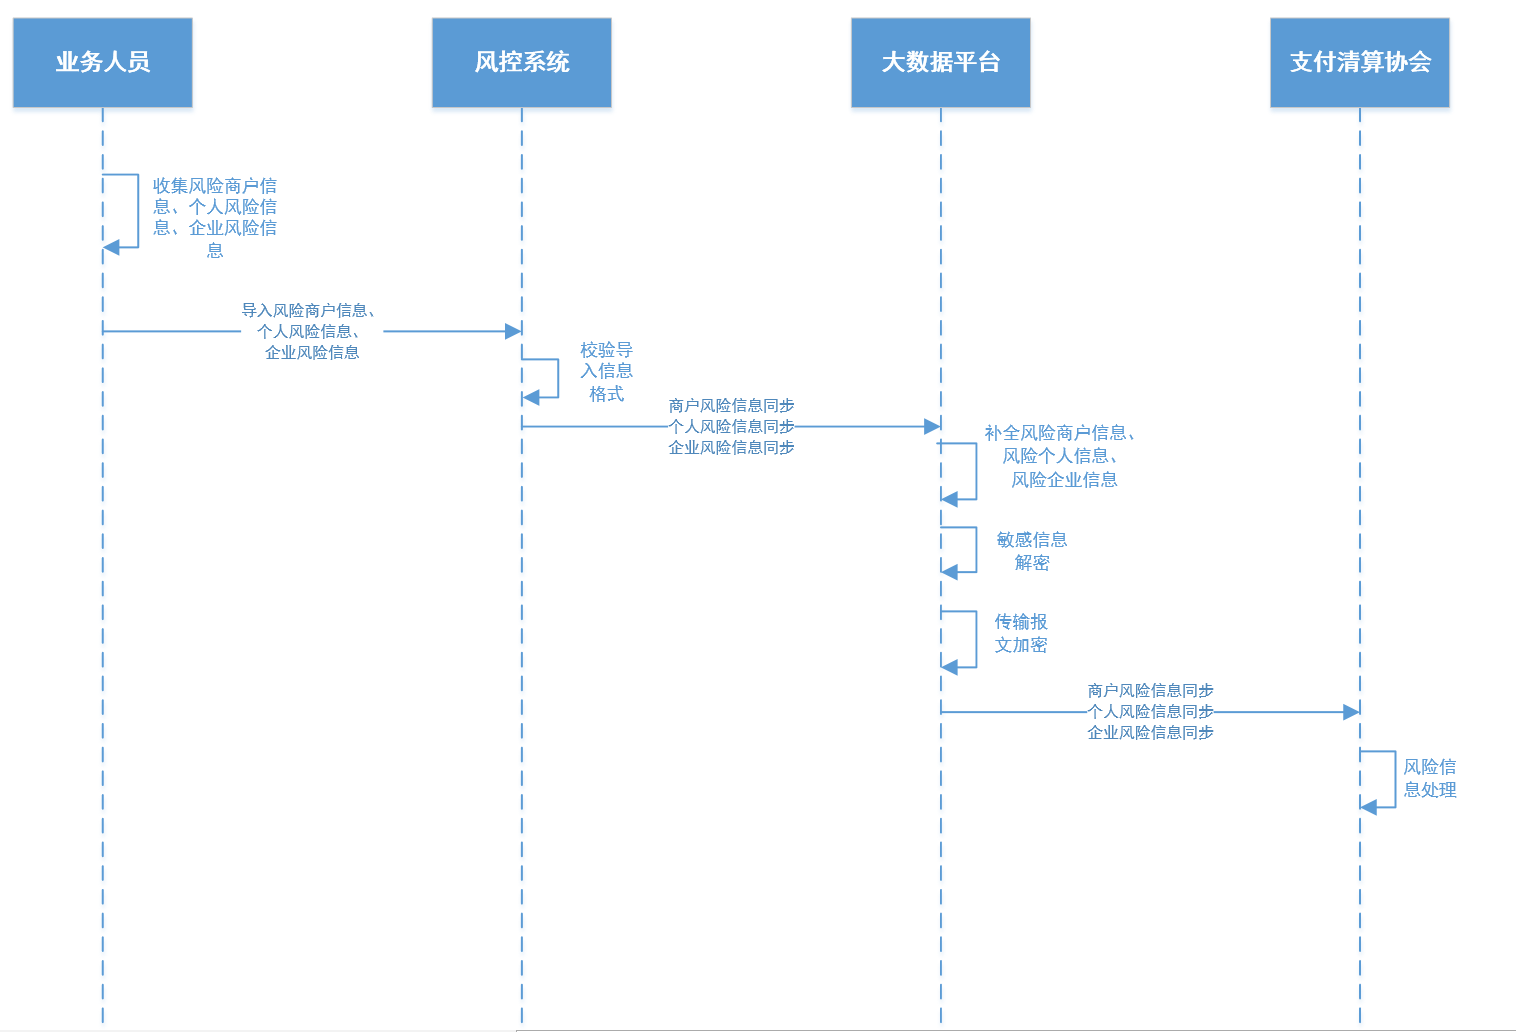 业务人员
风控系统
大数据平台
支付清算协会
收集风险商户信
息、个人风险信
息、企业风险信
息
导入风险商户信息、
个人风险信息、
企业风险信息
校验导
入信息
格式
商户风险信息同步
个人风险信息同步
企业风险信息同步
补全风险商户信息、
风险个人信息、
风险企业信息
敏感信息
解密
传输报
文加密
商户风险信息同步
个人风险信息同步
企业风险信息同步
风险信
息处理